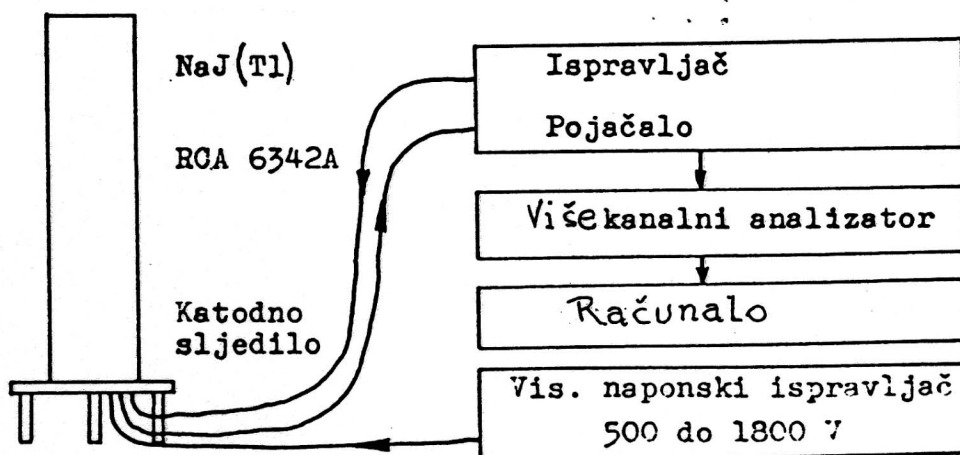 NaJ(Tl)
RCA 6342A
Katodno
sljedilo
Ispravljač
Pojačalo
Višekanalni analizator
Računalo
Vis. naponski ispravljač
500 do 1800 V